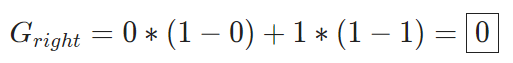 G_{right} = 0 * (1 − 0) + 1 * (1 − 1) = 0